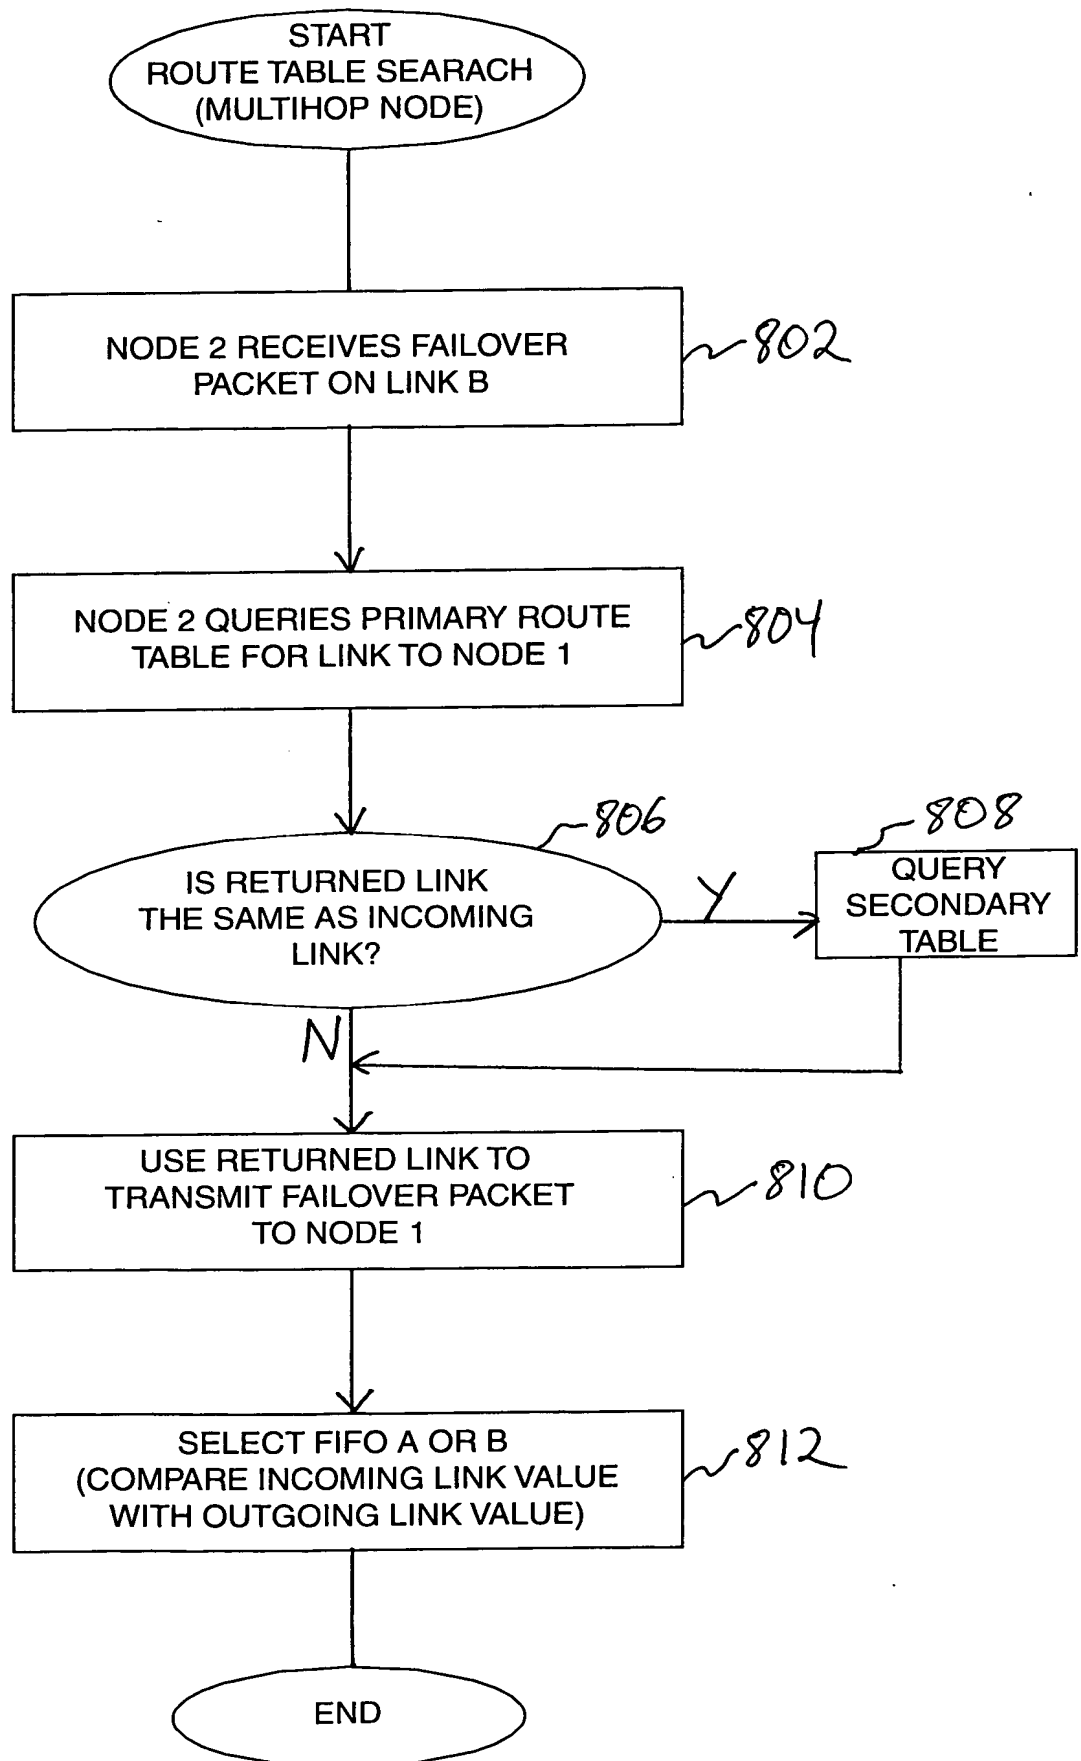 START
ROUTE TABLE SEARACH
(MULTIHOP NODE)
NODE 2 RECEIVES FAILOVER
PACKET ON LINK B
802
NODE 2 QUERIES PRIMARY ROUTE
TABLE FOR LINK TO NODE 1
804
806
IS RETURNED LINK
THE SAME AS INCOMING
LINK?
Y
808
QUERY
SECONDARY
TABLE
N
USE RETURNED LINK TO
TRANSMIT FAILOVER PACKET
TO NODE 1
810
SELECT FIFO A OR B
(COMPARE INCOMING LINK VALUE
WITH OUTGOING LINK VALUE)
812
END